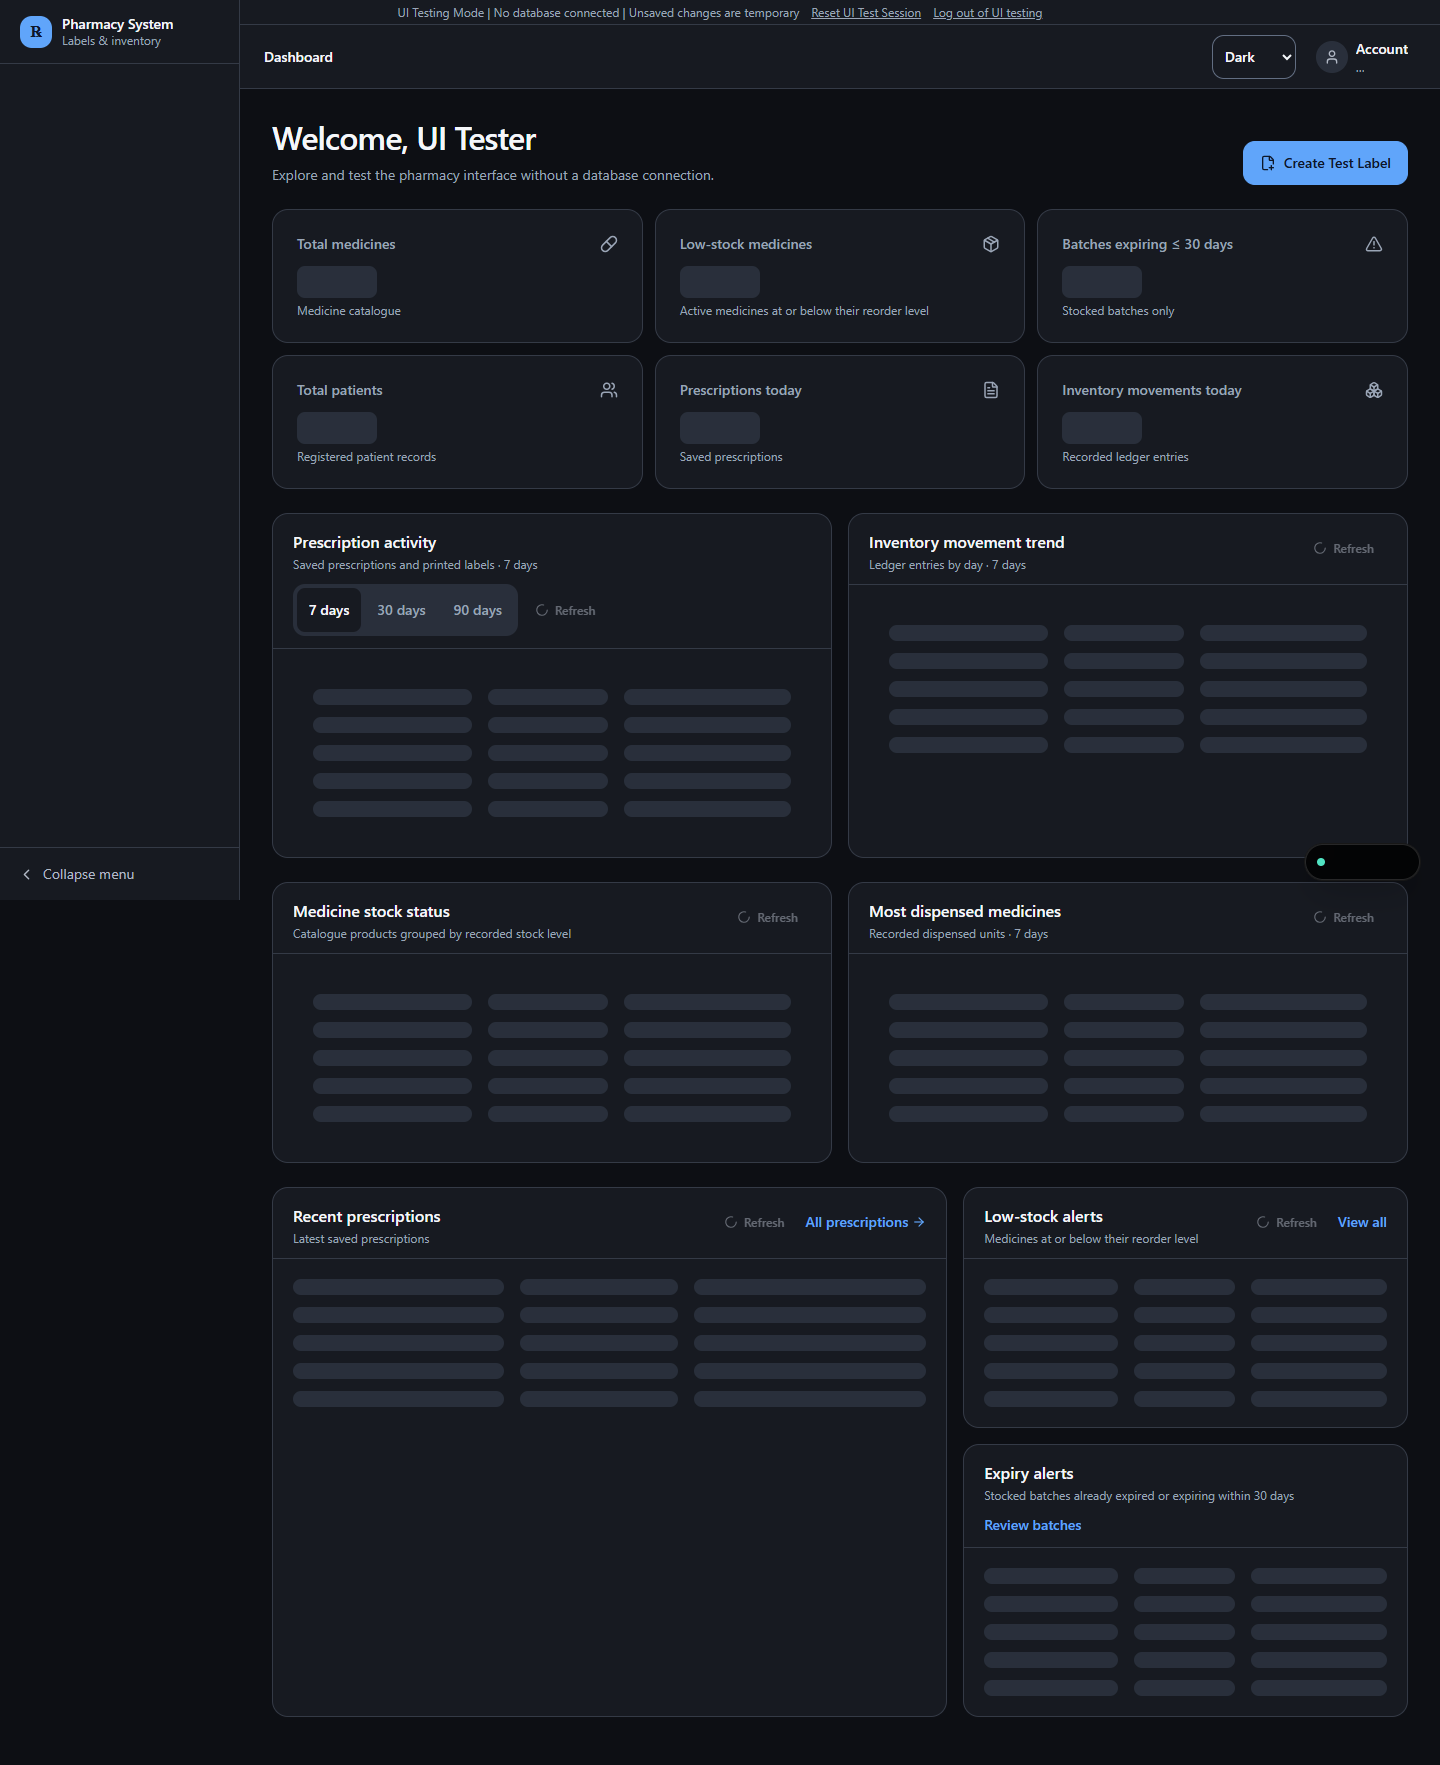 Rx
Pharmacy System
Labels & inventory
UI Testing Mode | No database connected | Unsaved changes are temporary Reset UI Test Session Log out of UI testing
Dashboard
Dark
Account
...
Welcome, UI Tester
Explore and test the pharmacy interface without a database connection.
Create Test Label
Total medicines
Medicine catalogue
Low-stock medicines
Active medicines at or below their reorder level
Batches expiring ≤ 30 days
Stocked batches only
Total patients
Registered patient records
Prescriptions today
Saved prescriptions
Inventory movements today
Recorded ledger entries
Prescription activity
Saved prescriptions and printed labels · 7 days
7 days 30 days 90 days Refresh
Inventory movement trend
Ledger entries by day · 7 days
Refresh
Collapse menu
Medicine stock status
Catalogue products grouped by recorded stock level
Refresh
Most dispensed medicines
Recorded dispensed units · 7 days
Refresh
Recent prescriptions
Latest saved prescriptions
Refresh All prescriptions →
Low-stock alerts
Medicines at or below their reorder level
Refresh View all
Expiry alerts
Stocked batches already expired or expiring within 30 days
Review batches